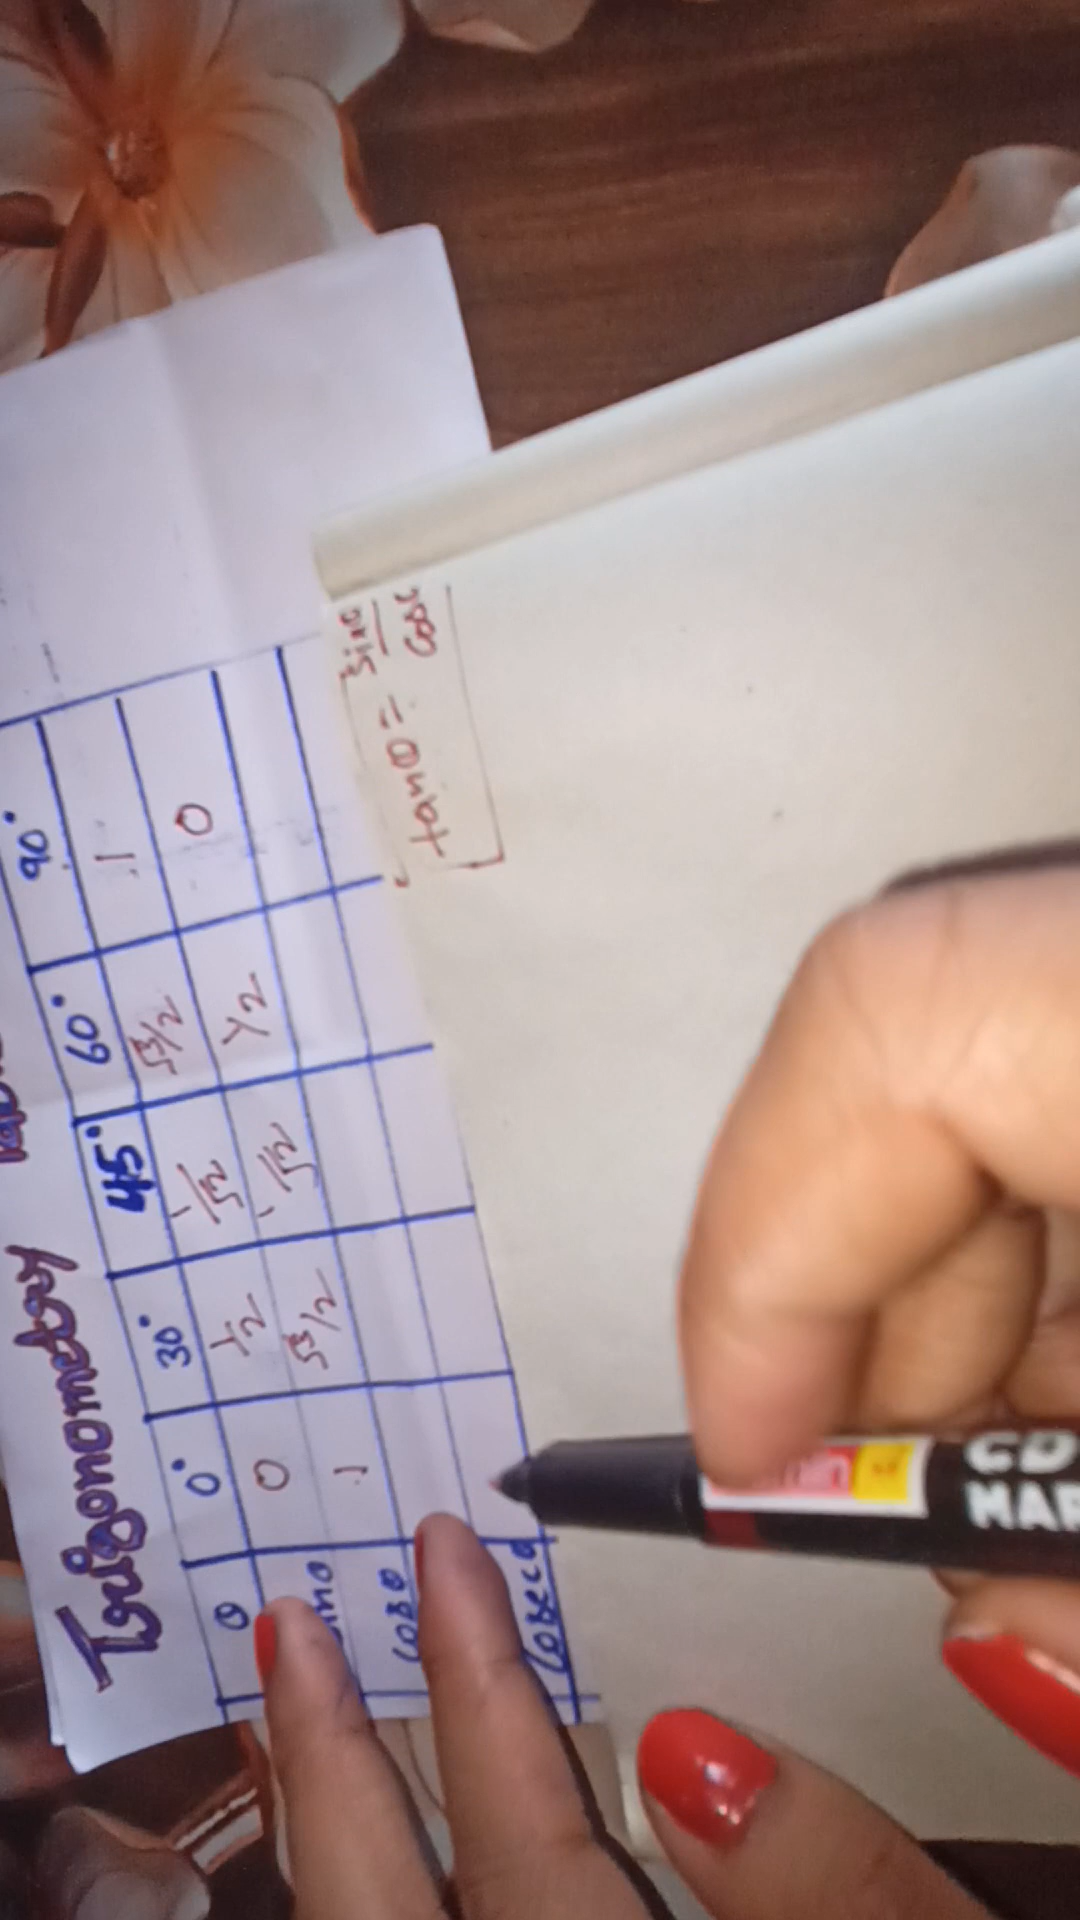 Trigonometry
θ 0° 30° 45° 60° 90°
0 1/2 1/√2 √3/2 1
cosθ 1 √3/2 1/√2 1/2 0
cosecθ
tanθ = sinθ / cosθ
CD
MAR